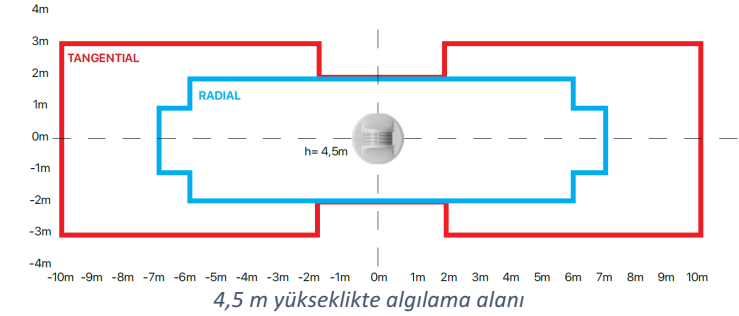 4m
3m
TANGENTIAL
2m
RADIAL
1m
0m
h= 4,5m
-1m
-2m
-3m
-4m
-10m -9m -8m -7m -6m -5m -4m -3m -2m -1m 0m 1m 2m 3m 4m 5m 6m 7m 8m 9m 10m
4,5 m yükseklikte algılama alanı